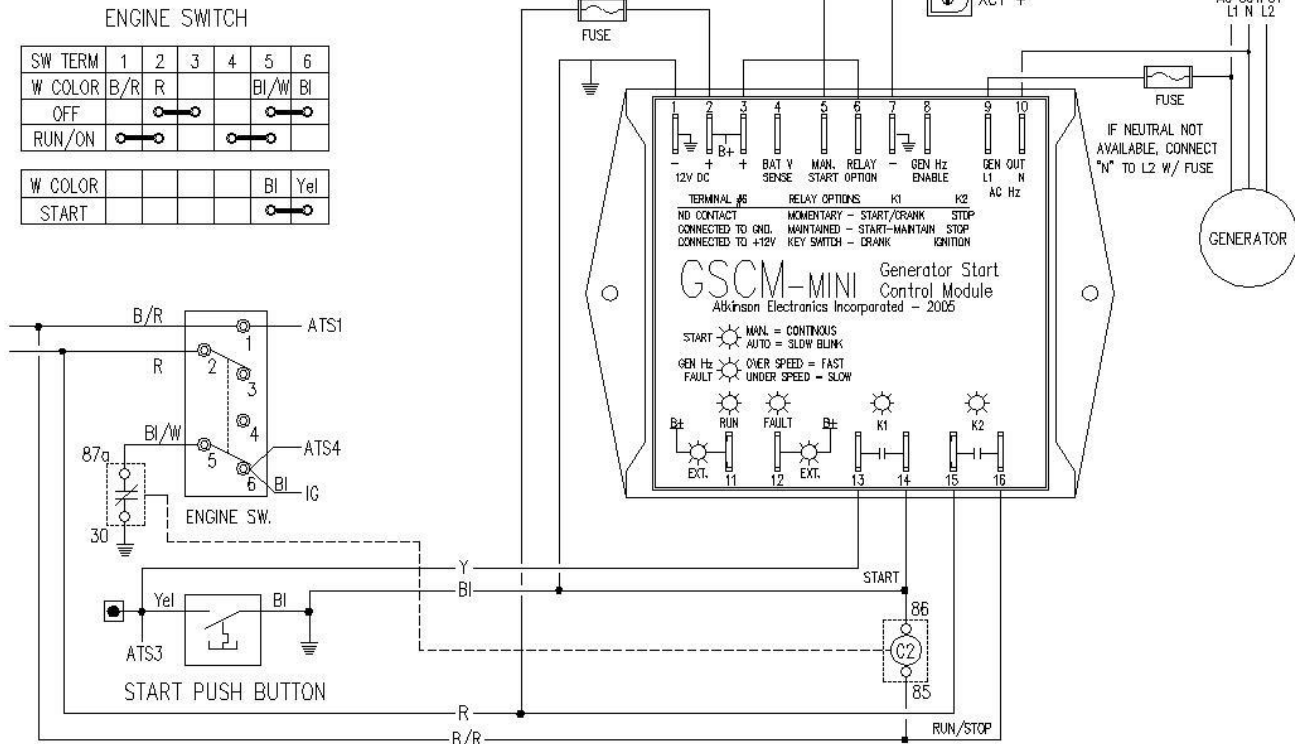 ENGINE SWITCH
SW TERM 1 2 3 4 5 6
W COLOR B/R R Bl/W Bl
OFF
RUN/ON
W COLOR Bl Yel
START
FUSE
XCT +
L1 N L2
FUSE
IF NEUTRAL NOT
AVAILABLE, CONNECT
"N" TO L2 W/ FUSE
GENERATOR
1 2 3 4 5 6 7 8 9 10
B+
- + + BAT V MAN. RELAY - GEN Hz GEN OUT
12V DC SENSE START OPTION ENABLE L1 N
AC Hz
TERMINAL #6 RELAY OPTIONS K1 K2
NO CONTACT MOMENTARY - START/CRANK STOP
CONNECTED TO GND. MAINTAINED - START-MAINTAIN STOP
CONNECTED TO +12V KEY SWITCH - CRANK IGNITION
GSCM-MINI Generator Start
Control Module
Atkinson Electronics Incorporated - 2005
START MAN. = CONTINOUS
AUTO = SLOW BLINK
GEN Hz OVER SPEED = FAST
FAULT UNDER SPEED = SLOW
B+ RUN FAULT B+ K1 K2
EXT. EXT.
11 12 13 14 15 16
B/R
ATS1
1
R
2
3
4
Bl/W
5
ATS4
6 Bl IG
87a
30
ENGINE SW.
Y
Bl
START
Yel Bl
ATS3
START PUSH BUTTON
86
C2
85
R
B/R
RUN/STOP